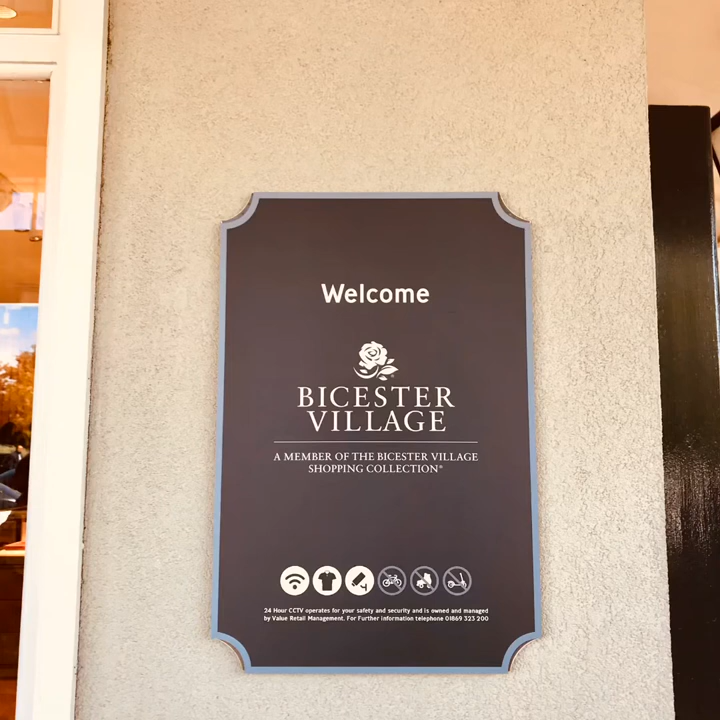 Welcome
BICESTER
VILLAGE
A MEMBER OF THE BICESTER VILLAGE
SHOPPING COLLECTION®
24 Hour CCTV operates for your safety and security and is owned and managed
by Value Retail Management. For Further information telephone 01869 323 200